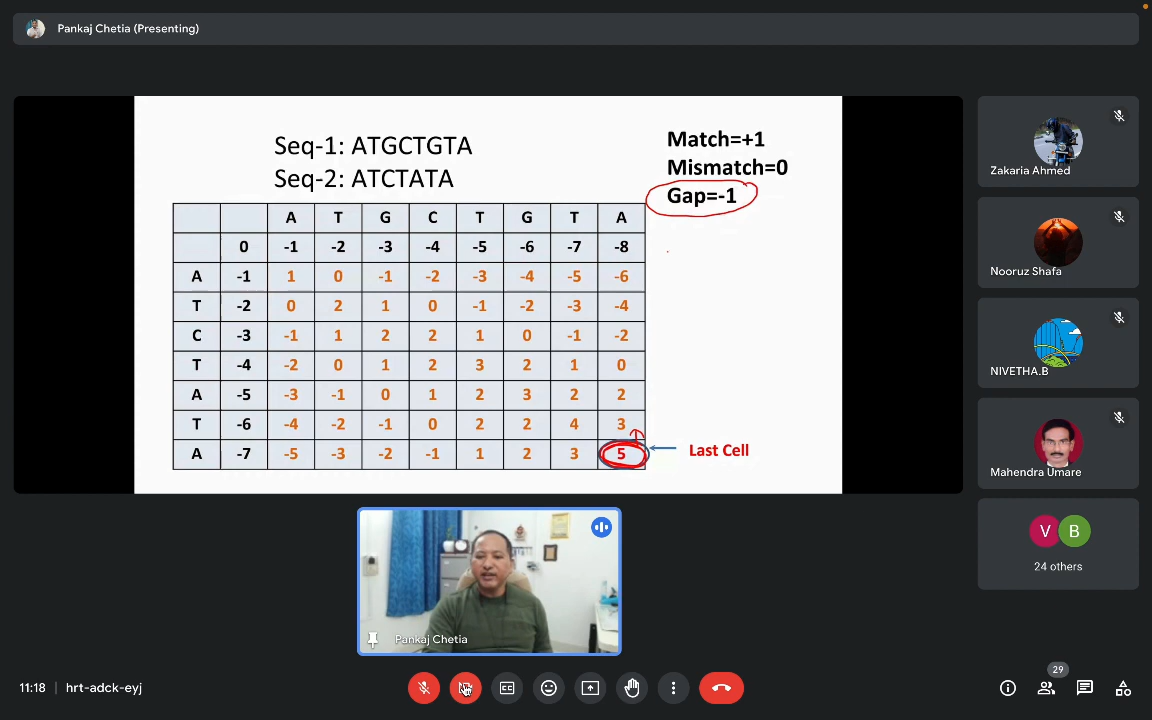 Pankaj Chetia (Presenting)
Seq-1: ATGCTGTA
Seq-2: ATCTATA
Match=+1
Mismatch=0
Gap=-1
A T G C T G T A
0 -1 -2 -3 -4 -5 -6 -7 -8
A -1 1 0 -1 -2 -3 -4 -5 -6
T -2 0 2 1 0 -1 -2 -3 -4
C -3 -1 1 2 2 1 0 -1 -2
T -4 -2 0 1 2 3 2 1 0
A -5 -3 -1 0 1 2 3 2 2
T -6 -4 -2 -1 0 2 2 4 3
A -7 -5 -3 -2 -1 1 2 3 5
Last Cell
Zakaria Ahmed
Nooruz Shafa
NIVETHA.B
Mahendra Umare
V B
24 others
Pankaj Chetia
11:18 | hrt-adck-eyj
CC
29